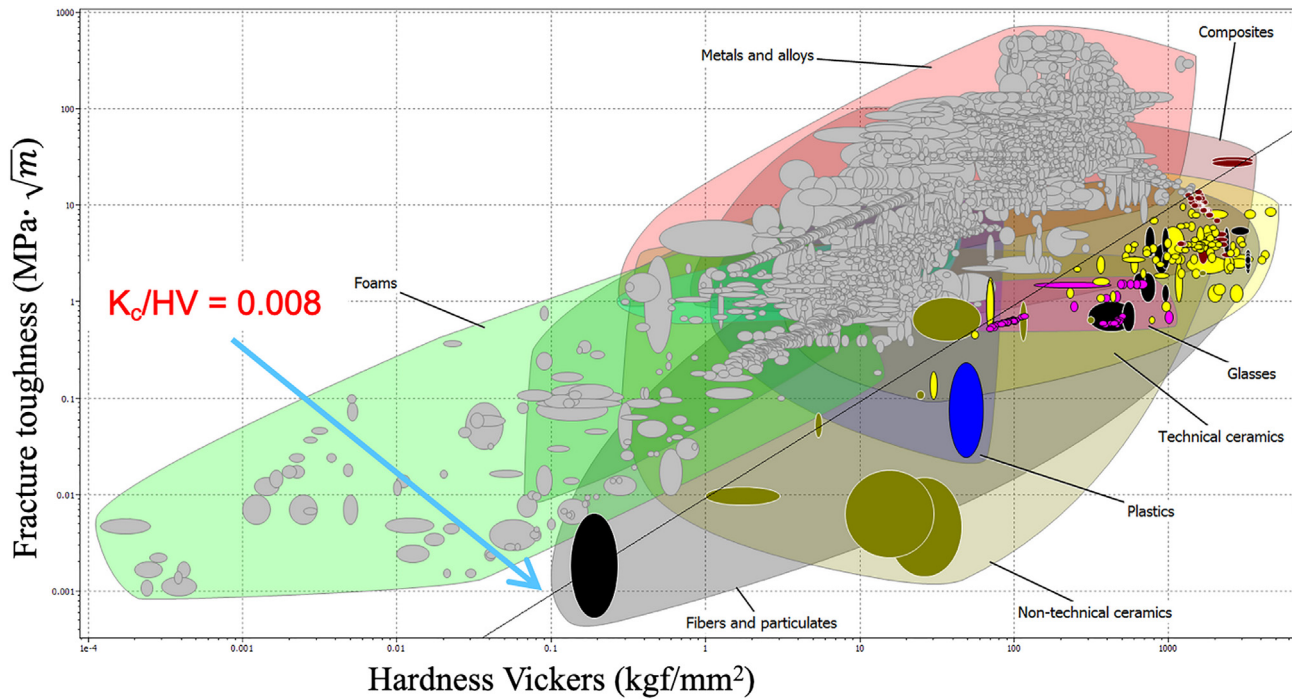 1000
100
10
1
0.1
0.01
0.001
Fracture toughness (MPa· √m)
Metals and alloys
Composites
Foams
K_c/HV = 0.008
Glasses
Technical ceramics
Plastics
Non-technical ceramics
Fibers and particulates
1e-4 0.001 0.01 0.1 1 10 100 1000
Hardness Vickers (kgf/mm²)